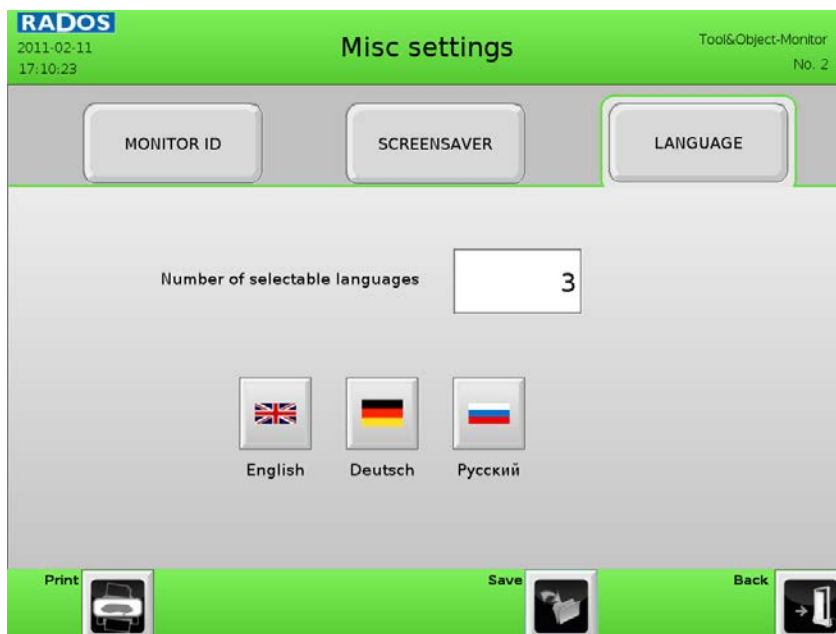 RADOS
2011-02-11
17:10:23
Misc settings
Tool&Object-Monitor
No. 2
MONITOR ID
SCREENSAVER
LANGUAGE
Number of selectable languages
3
English
Deutsch
Русский
Print
Save
Back